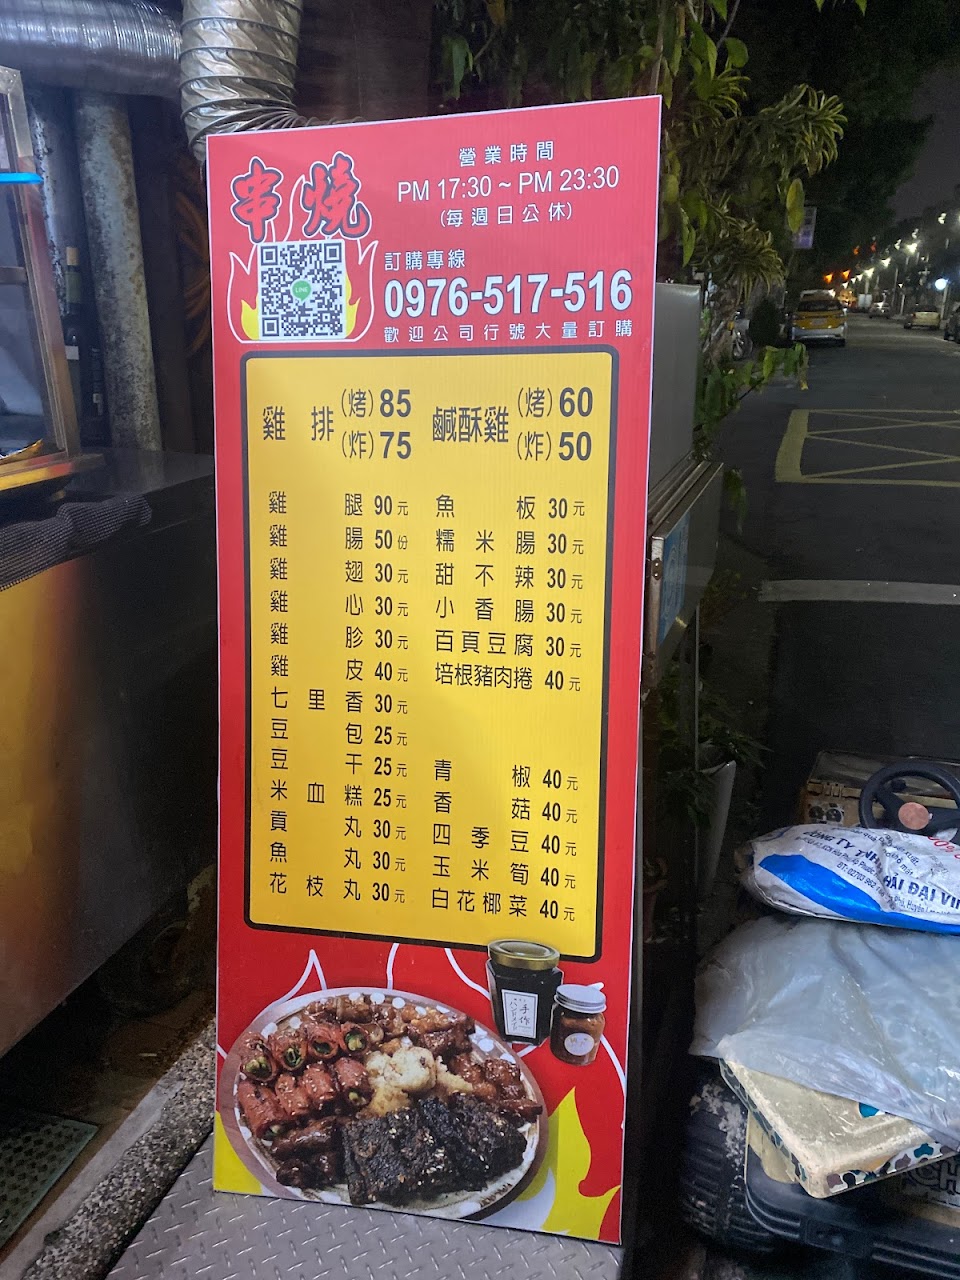 串燒
營業時間
PM 17:30 ~ PM 23:30
(每週日公休)
LINE
訂購專線
0976-517-516
歡迎公司行號大量訂購
雞排 (烤) 85
(炸) 75
鹹酥雞 (烤) 60
(炸) 50
雞腿 90元
雞腸 50份
雞翅 30元
雞心 30元
雞胗 30元
雞皮 40元
七里香 30元
豆包 25元
豆干 25元
米血糕 25元
貢丸 30元
魚丸 30元
花枝丸 30元
魚板 30元
糯米腸 30元
甜不辣 30元
小香腸 30元
百頁豆腐 30元
培根豬肉捲 40元
青椒 40元
香菇 40元
四季豆 40元
玉米筍 40元
白花椰菜 40元
手作
CÔNG TY TNHH
HẢI ĐẠI VI